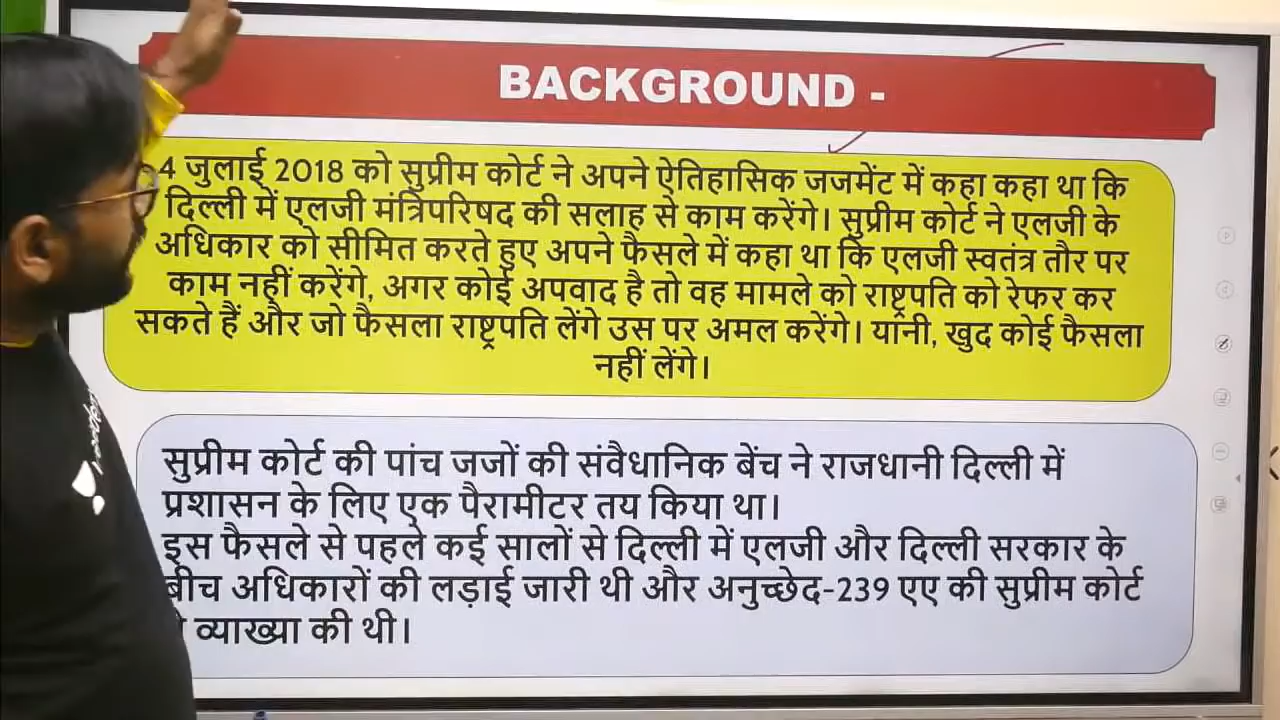 BACKGROUND -
4 जुलाई 2018 को सुप्रीम कोर्ट ने अपने ऐतिहासिक जजमेंट में कहा कहा था कि
दिल्ली में एलजी मंत्रिपरिषद की सलाह से काम करेंगे। सुप्रीम कोर्ट ने एलजी के
अधिकार को सीमित करते हुए अपने फैसले में कहा था कि एलजी स्वतंत्र तौर पर
काम नहीं करेंगे, अगर कोई अपवाद है तो वह मामले को राष्ट्रपति को रेफर कर
सकते हैं और जो फैसला राष्ट्रपति लेंगे उस पर अमल करेंगे। यानी, खुद कोई फैसला
नहीं लेंगे।
सुप्रीम कोर्ट की पांच जजों की संवैधानिक बेंच ने राजधानी दिल्ली में
प्रशासन के लिए एक पैरामीटर तय किया था।
इस फैसले से पहले कई सालों से दिल्ली में एलजी और दिल्ली सरकार के
बीच अधिकारों की लड़ाई जारी थी और अनुच्छेद-239 एए की सुप्रीम कोर्ट
व्याख्या की थी।